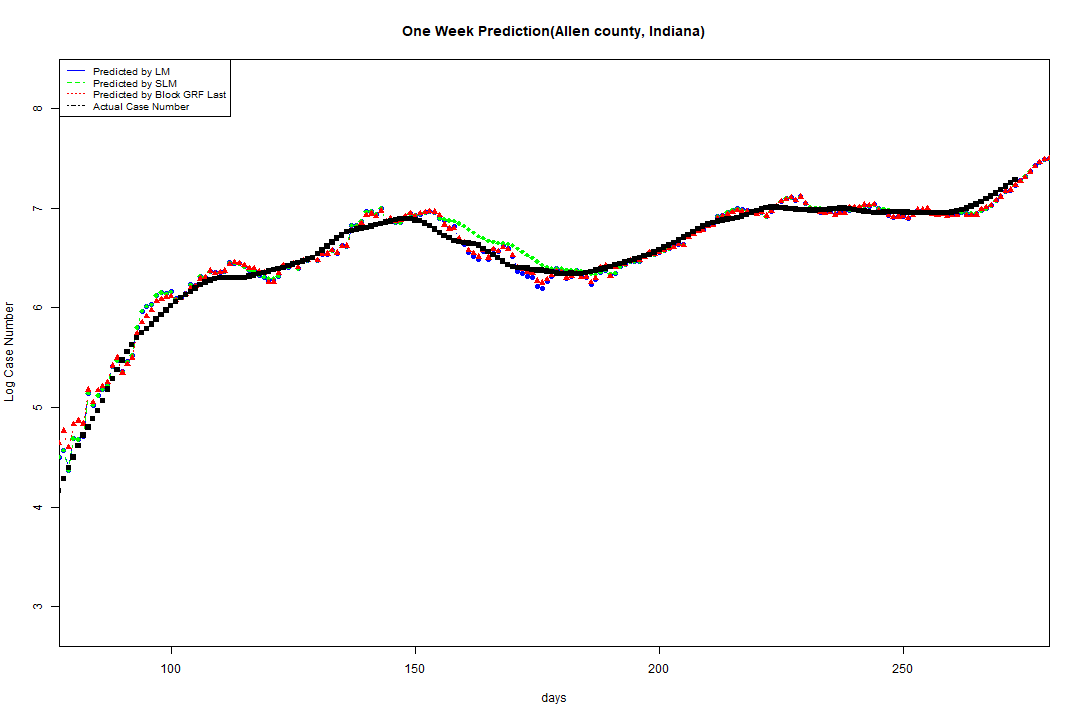 One Week Prediction(Allen county, Indiana)
Predicted by LM
Predicted by SLM
Predicted by Block GRF Last
Actual Case Number
Log Case Number
8
7
6
5
4
3
100 150 200 250
days